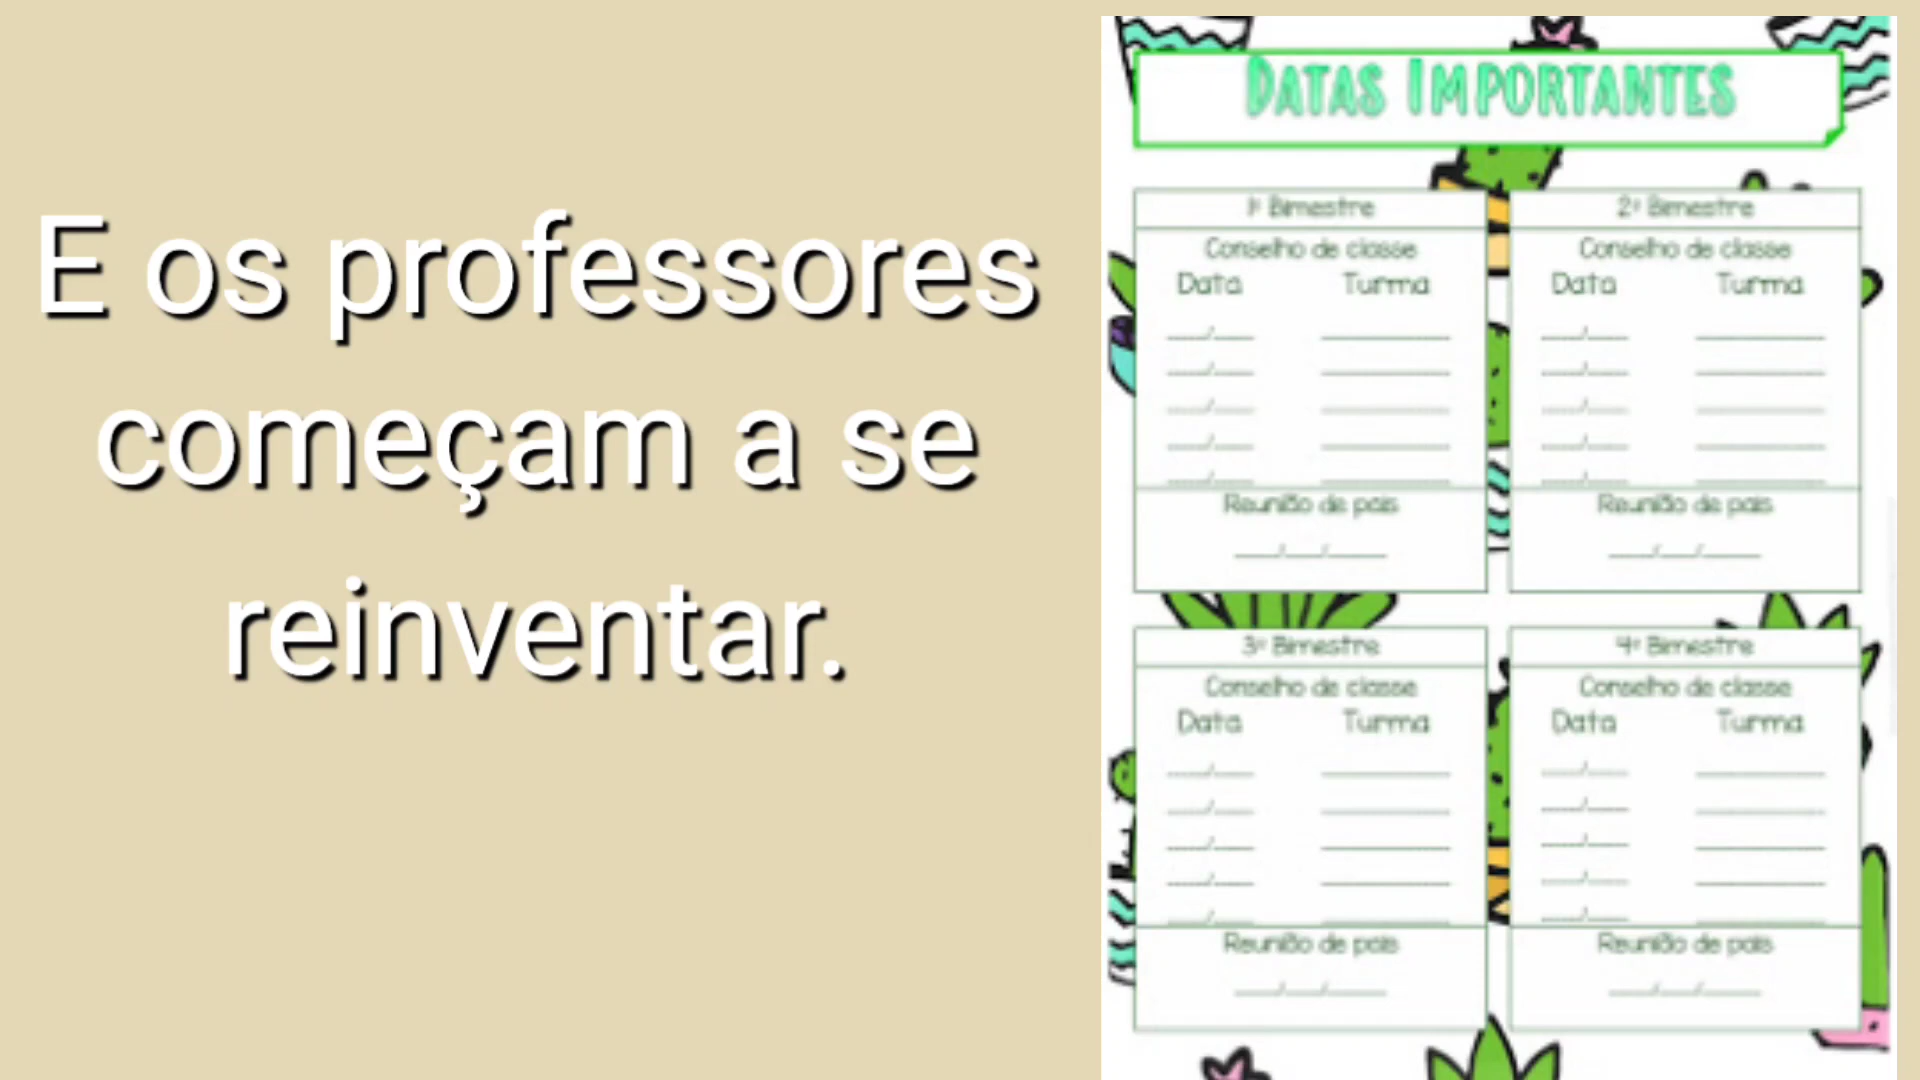 E os professores
começam a se
reinventar.
DATAS IMPORTANTES
1º Bimestre
Conselho de classe
Data Turma
Reunião de pais
2º Bimestre
Conselho de classe
Data Turma
Reunião de pais
3º Bimestre
Conselho de classe
Data Turma
Reunião de pais
4º Bimestre
Conselho de classe
Data Turma
Reunião de pais